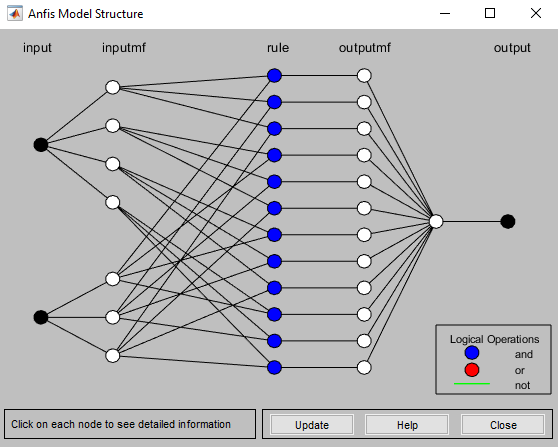 Anfis Model Structure
input inputmf rule outputmf output
Logical Operations
and
or
not
Click on each node to see detailed information
Update Help Close